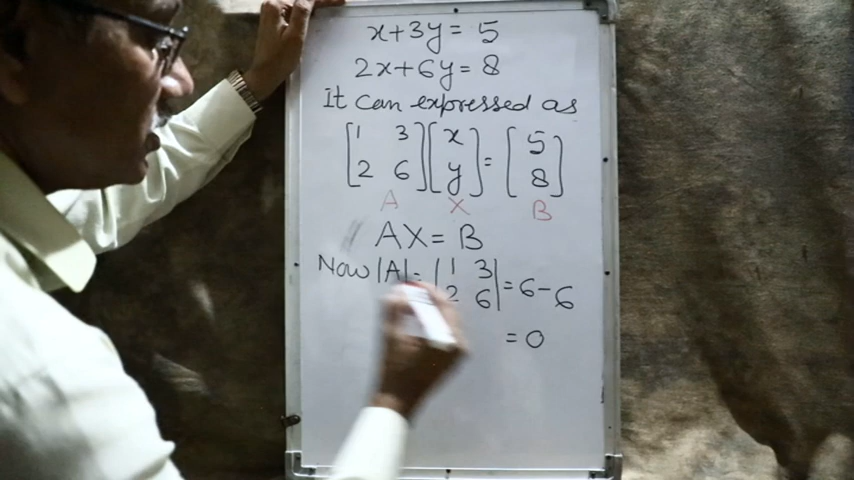 x+3y=5
2x+6y=8
It can expressed as
[1 3 2 6][x y]=[5 8]
A X B
AX=B
Now |A|=|1 3 2 6|=6-6
=0